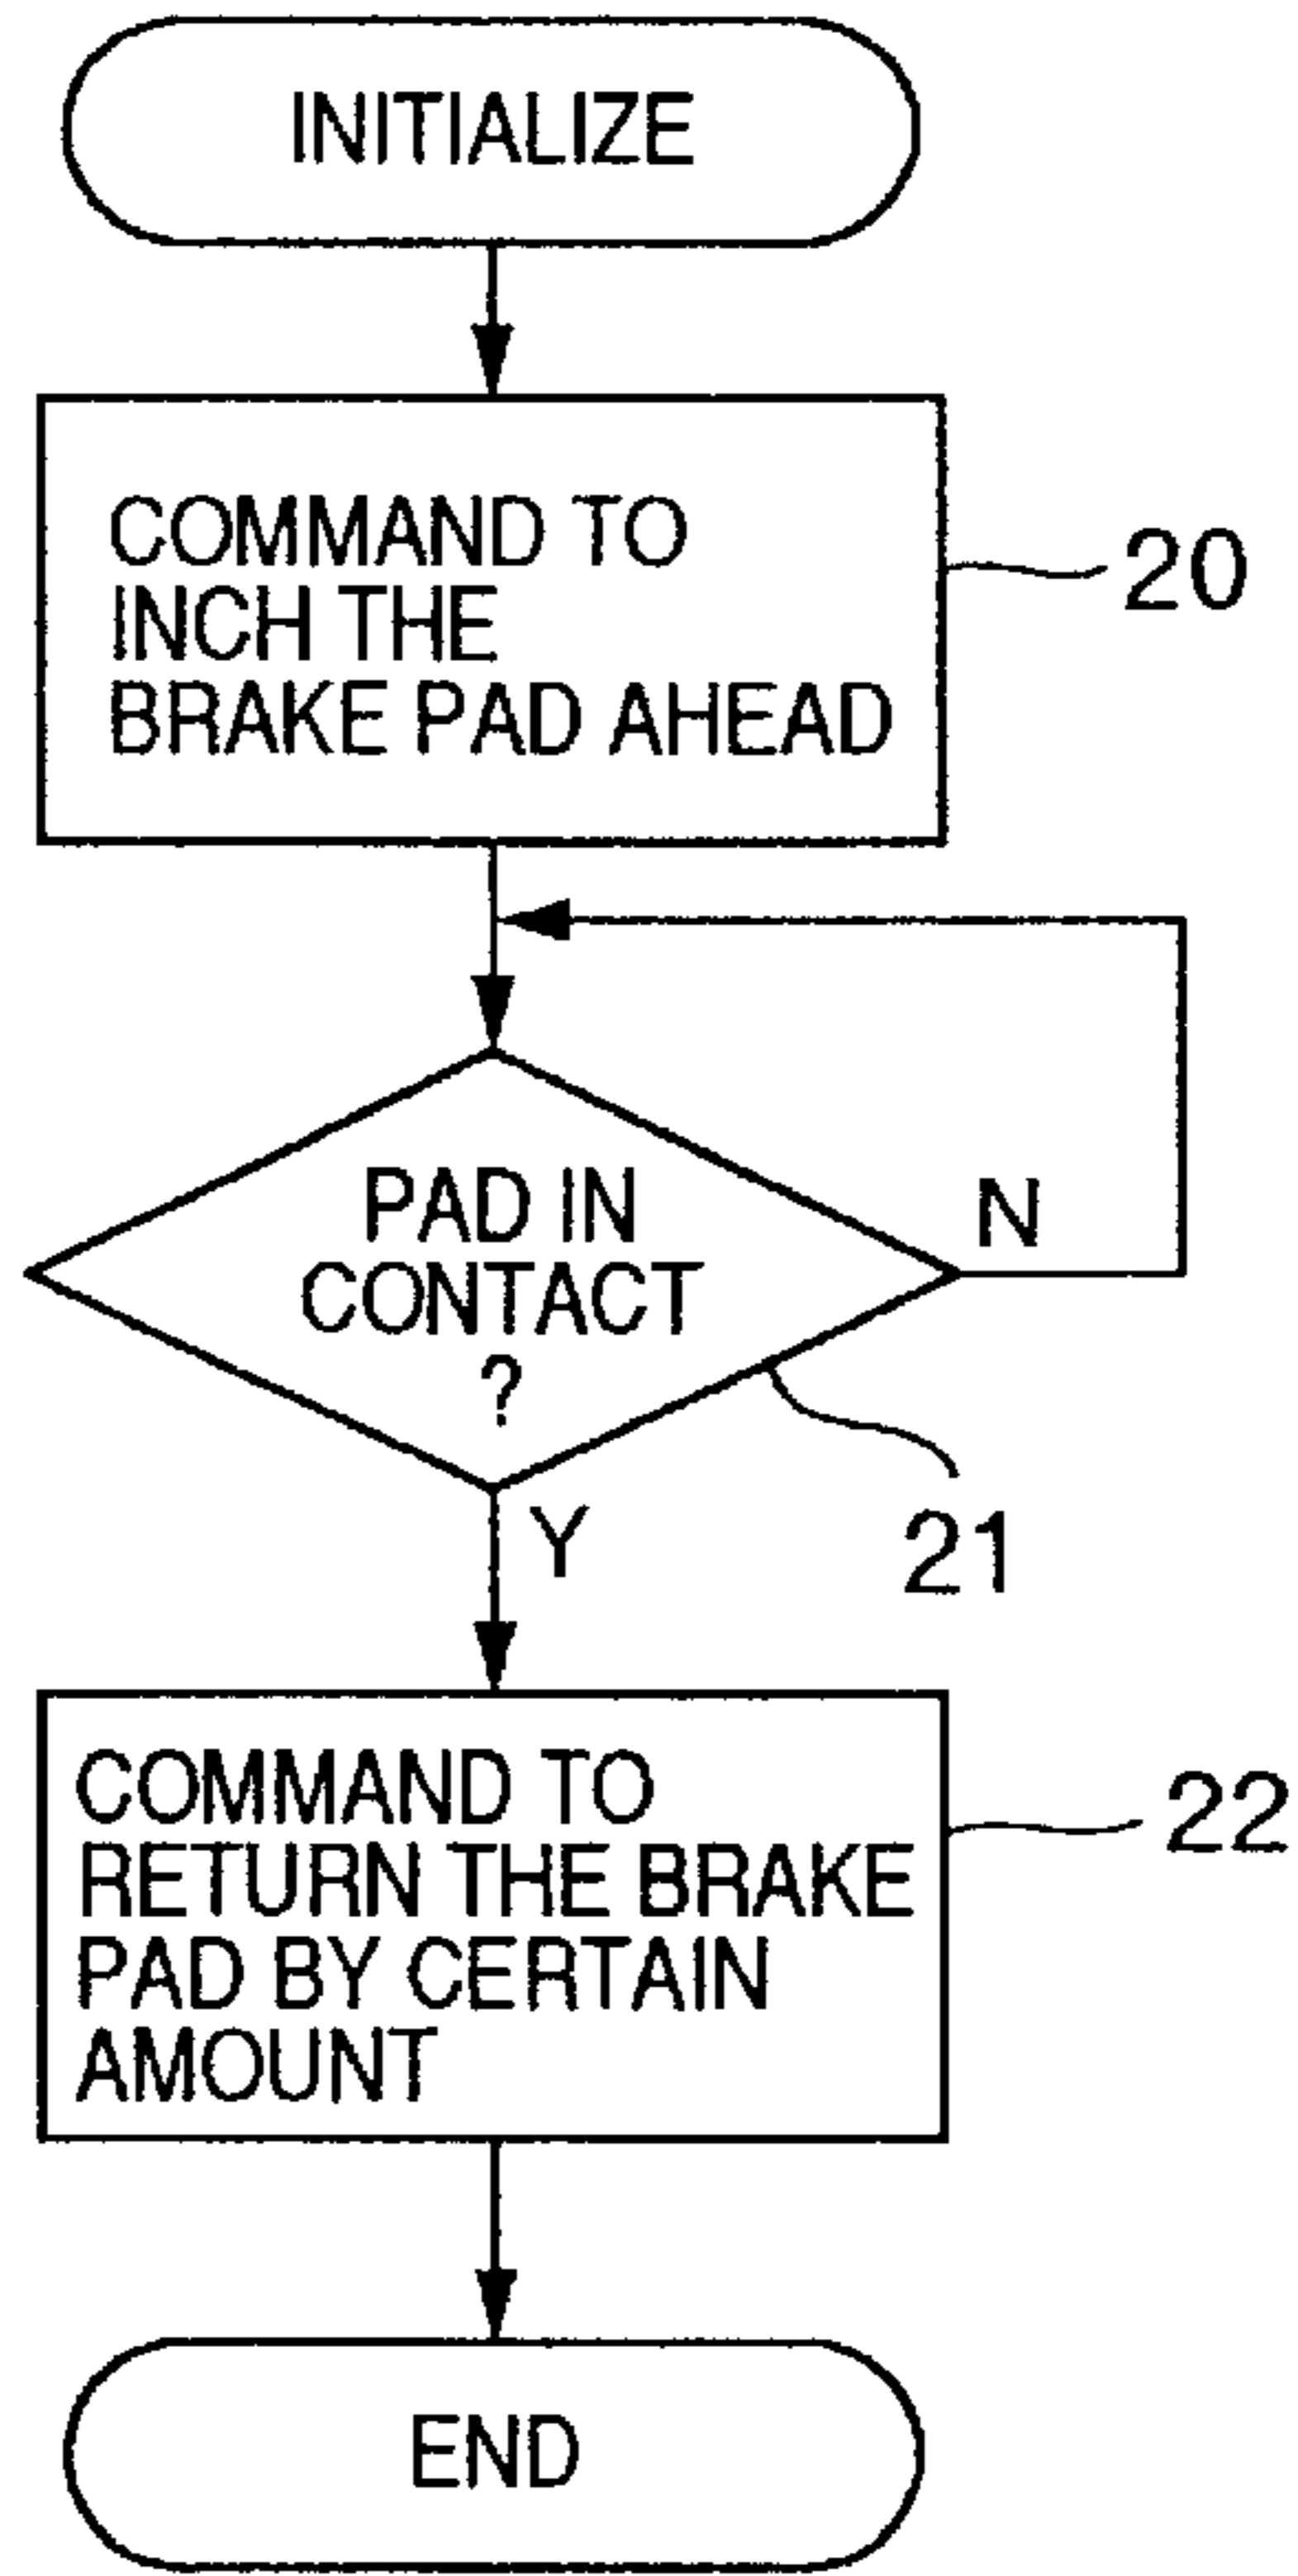 INITIALIZE
COMMAND TO
INCH THE
BRAKE PAD AHEAD
20
PAD IN
CONTACT
?
N
21
Y
COMMAND TO
RETURN THE BRAKE
PAD BY CERTAIN
AMOUNT
22
END